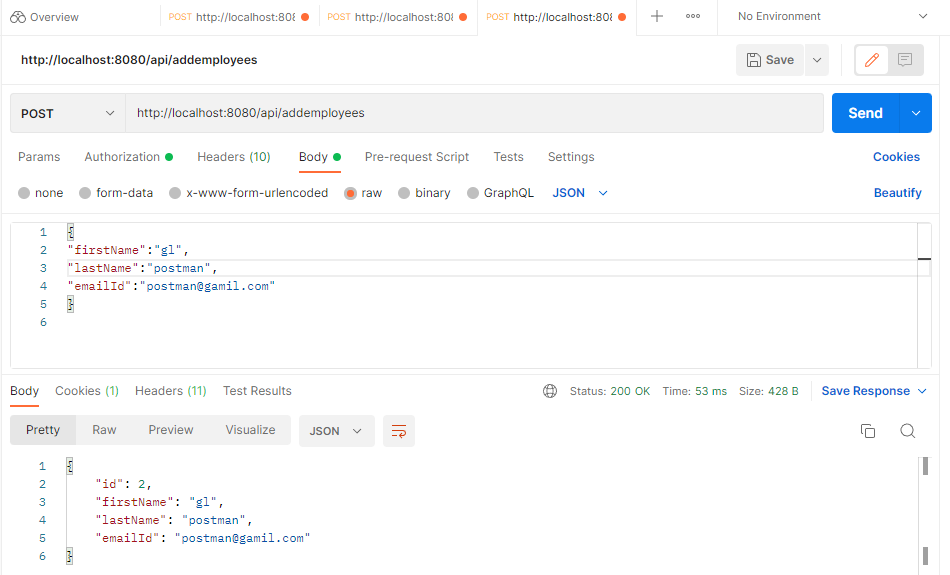 Overview POST http://localhost:808 POST http://localhost:808 POST http://localhost:808 No Environment
http://localhost:8080/api/addemployees Save
POST http://localhost:8080/api/addemployees Send
Params Authorization Headers (10) Body Pre-request Script Tests Settings Cookies
none form-data x-www-form-urlencoded raw binary GraphQL JSON Beautify
1 {
2 "firstName":"gl",
3 "lastName":"postman",
4 "emailId":"postman@gamil.com"
5 }
6
Body Cookies (1) Headers (11) Test Results Status: 200 OK Time: 53 ms Size: 428 B Save Response
Pretty Raw Preview Visualize JSON
1 {
2 "id": 2,
3 "firstName": "gl",
4 "lastName": "postman",
5 "emailId": "postman@gamil.com"
6 }